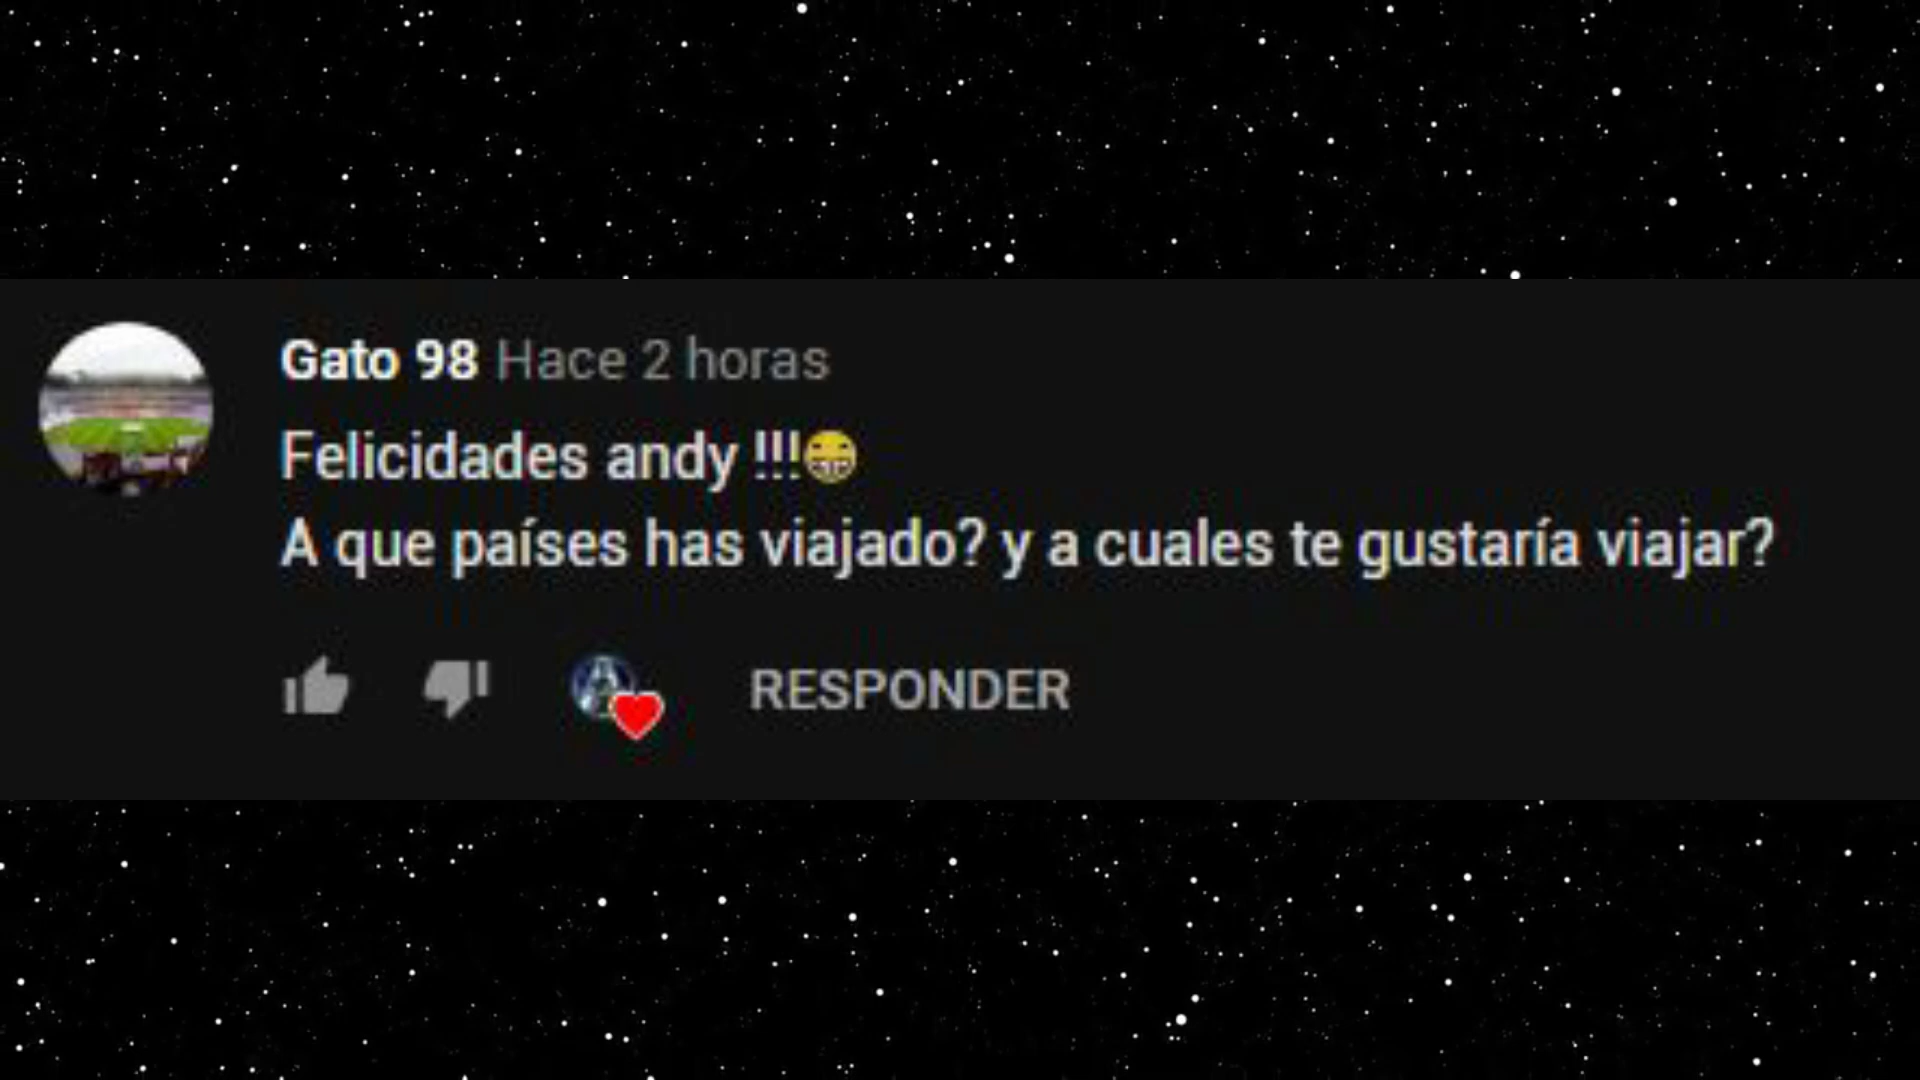 Gato 98 Hace 2 horas
Felicidades andy !!!😁
A que países has viajado? y a cuales te gustaría viajar?
RESPONDER